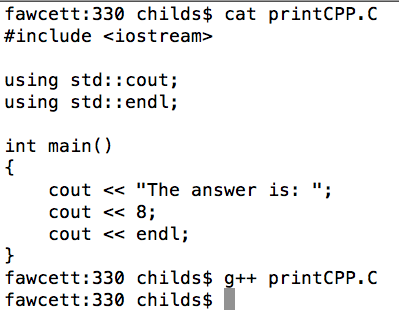 fawcett:330 childs$ cat printCPP.C
#include <iostream>

using std::cout;
using std::endl;

int main()
{
    cout << "The answer is: ";
    cout << 8;
    cout << endl;
}
fawcett:330 childs$ g++ printCPP.C
fawcett:330 childs$